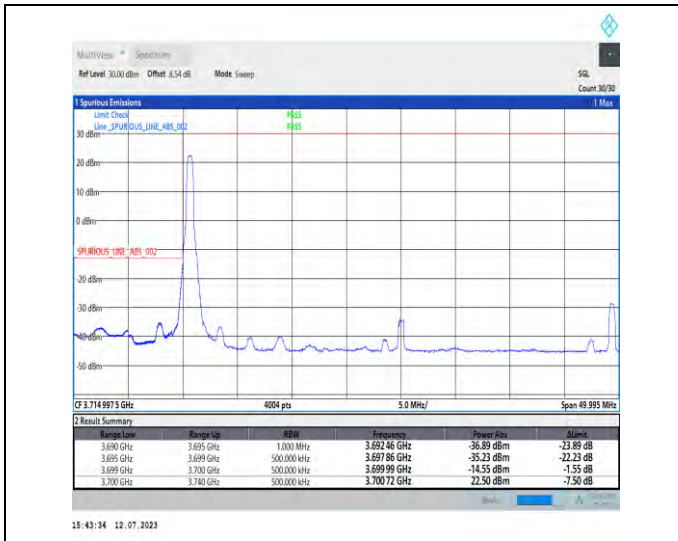 MultiView Spectrum
Ref Level 30.00 dBm Offset 8.54 dB Mode Sweep SGL
Count 30/30
1 Spurious Emissions 1 Max
Limit Check PASS
Line _SPURIOUS_LINE_ABS_002 PASS
30 dBm
20 dBm
10 dBm
0 dBm
SPURIOUS_LINE_ABS_002
-20 dBm
-30 dBm
-40 dBm
-50 dBm
CF 3.714 997 5 GHz 4004 pts 5.0 MHz/ Span 49.995 MHz
2 Result Summary
Range Low Range Up RBW Frequency Power Abs ΔLimit
3.690 GHz 3.695 GHz 1.000 MHz 3.692 46 GHz -36.89 dBm -23.89 dB
3.695 GHz 3.699 GHz 500.000 kHz 3.697 86 GHz -35.23 dBm -22.23 dB
3.699 GHz 3.700 GHz 500.000 kHz 3.699 99 GHz -14.55 dBm -1.55 dB
3.700 GHz 3.740 GHz 500.000 kHz 3.700 72 GHz 22.50 dBm -7.50 dB
15:43:34 12.07.2023